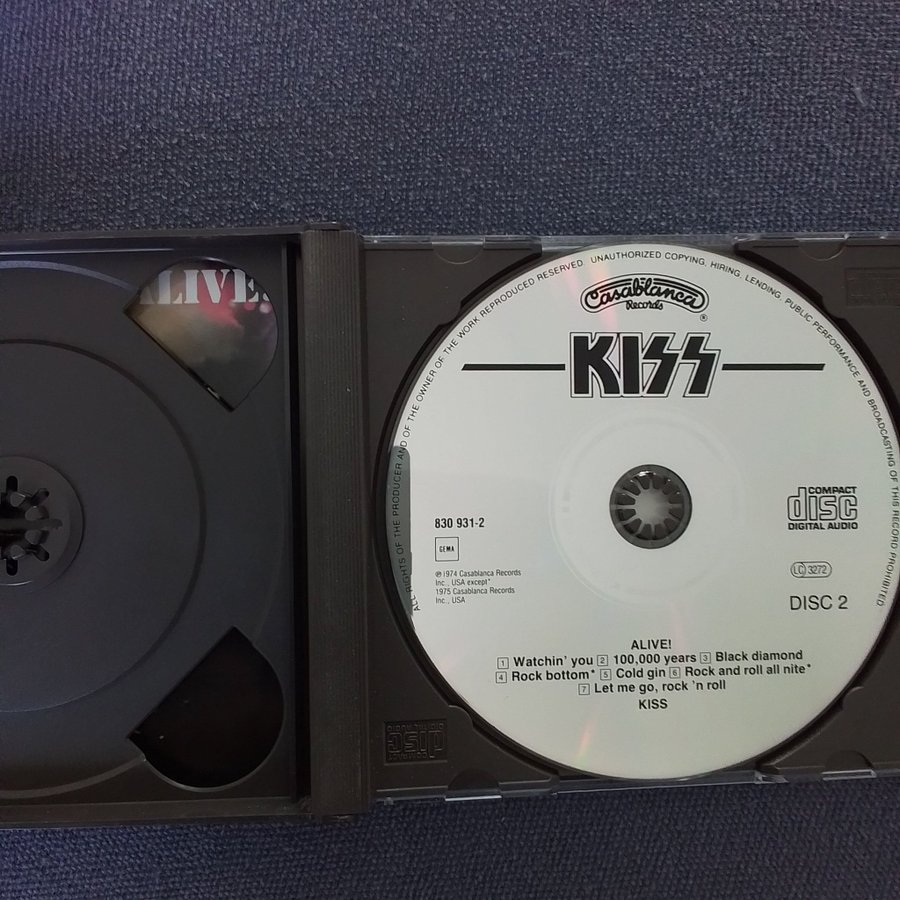 ALIVE!
ALL RIGHTS OF THE PRODUCER AND OF THE OWNER OF THE WORK REPRODUCED RESERVED. UNAUTHORIZED COPYING, HIRING, LENDING, PUBLIC PERFORMANCE AND BROADCASTING OF THIS RECORD PROHIBITED
Casablanca
Records
®
KISS
830 931-2
GEMA
℗ 1974 Casablanca Records
Inc., USA except*
1975 Casablanca Records
Inc., USA
COMPACT
disc
DIGITAL AUDIO
LC 3272
DISC 2
ALIVE!
1 Watchin' you 2 100,000 years 3 Black diamond
4 Rock bottom* 5 Cold gin 6 Rock and roll all nite*
7 Let me go, rock 'n roll
KISS
COMPACT
disc
DIGITAL AUDIO